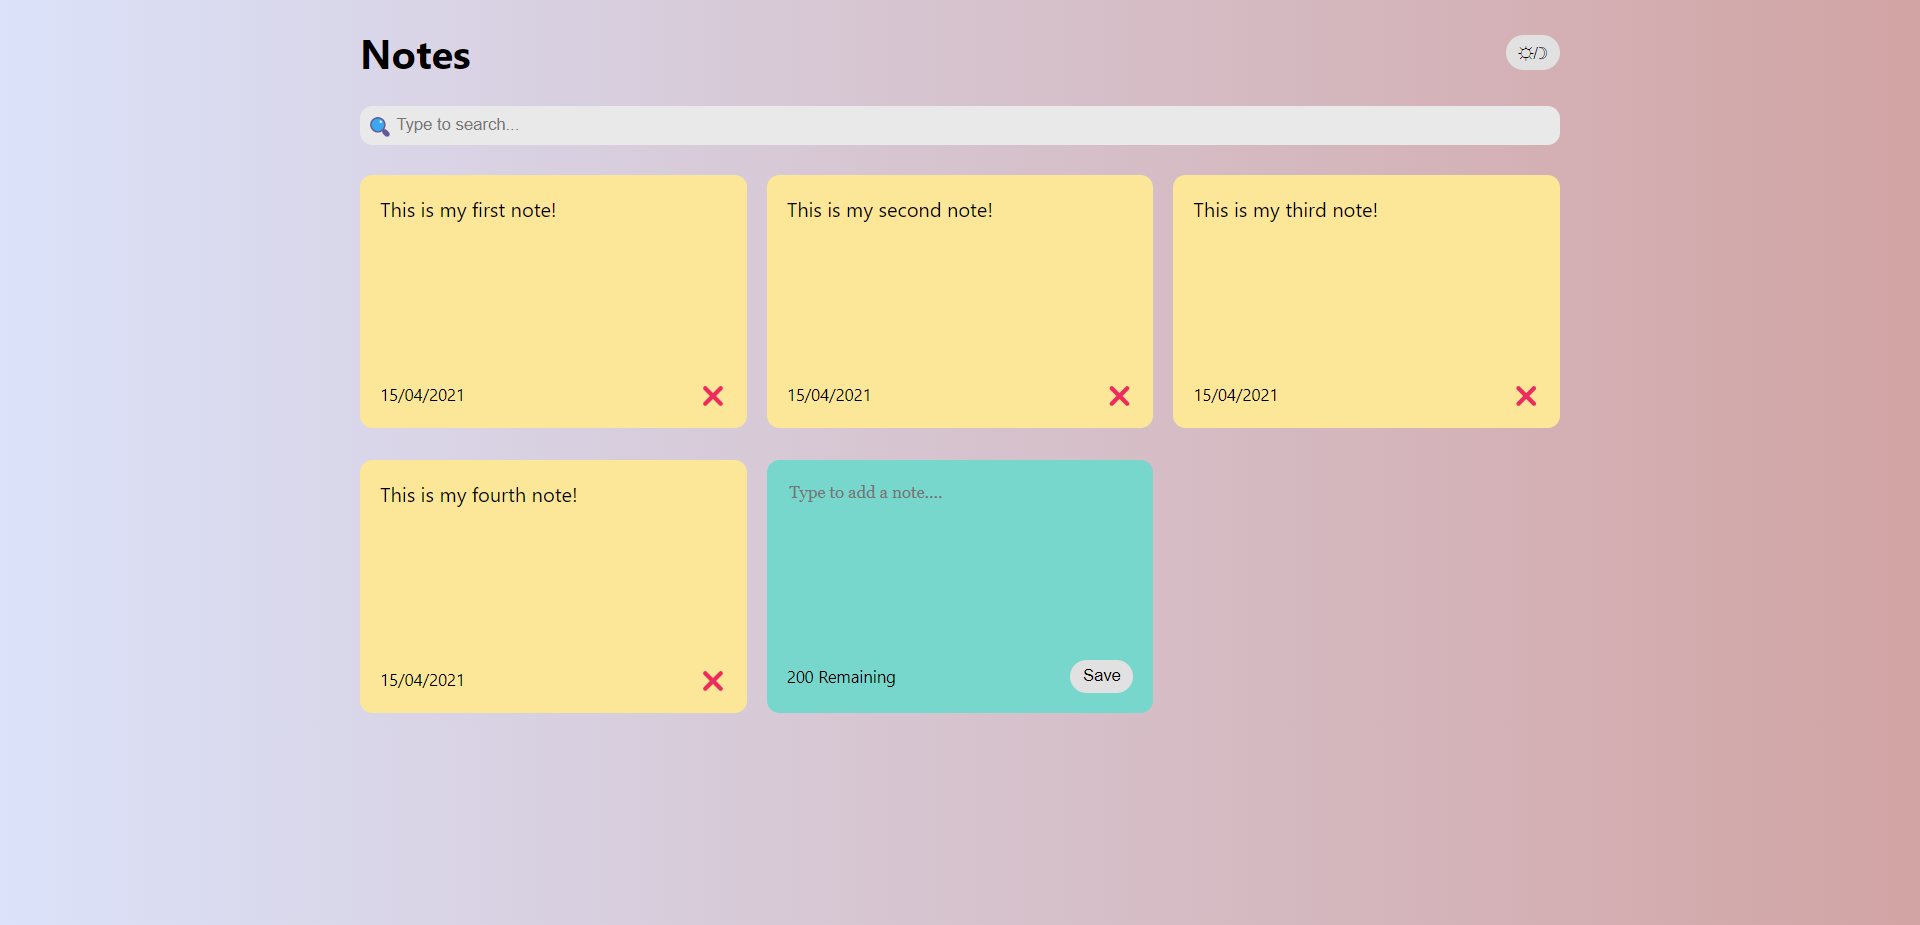 Notes
☼/☽
Type to search...
This is my first note!
15/04/2021
This is my second note!
15/04/2021
This is my third note!
15/04/2021
This is my fourth note!
15/04/2021
Type to add a note....
200 Remaining
Save